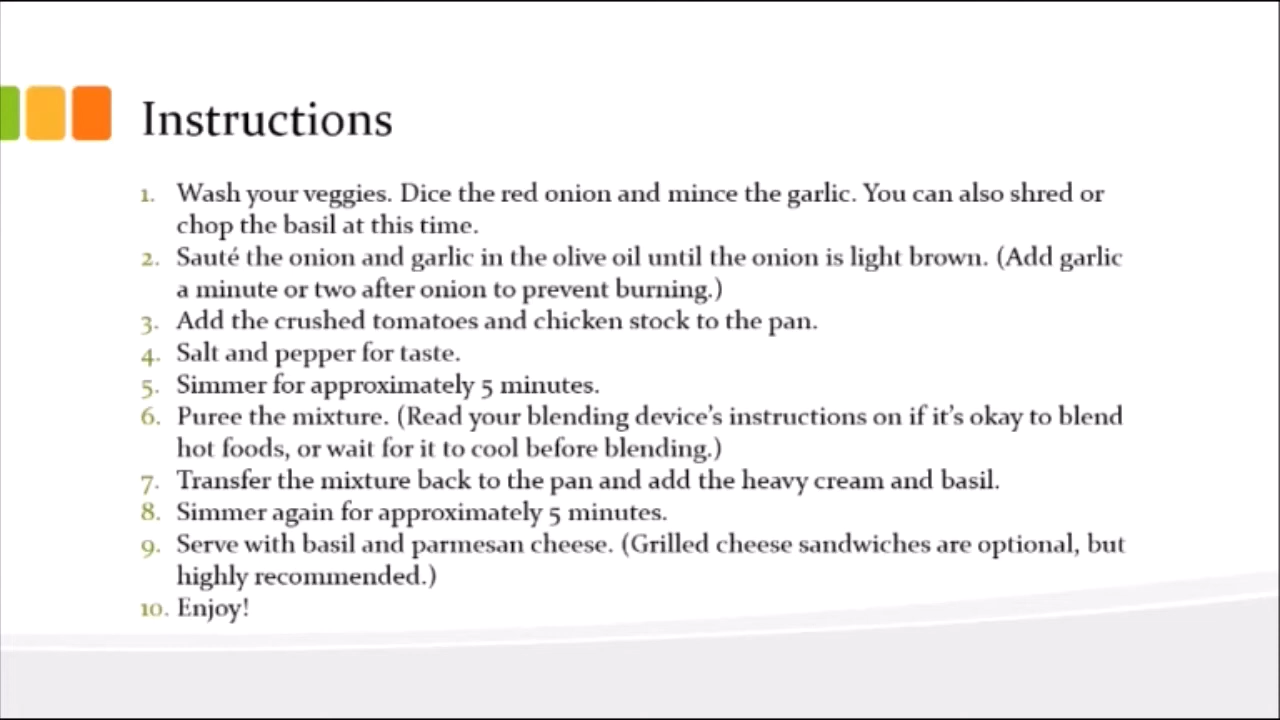 Instructions
1. Wash your veggies. Dice the red onion and mince the garlic. You can also shred or
chop the basil at this time.
2. Sauté the onion and garlic in the olive oil until the onion is light brown. (Add garlic
a minute or two after onion to prevent burning.)
3. Add the crushed tomatoes and chicken stock to the pan.
4. Salt and pepper for taste.
5. Simmer for approximately 5 minutes.
6. Puree the mixture. (Read your blending device’s instructions on if it’s okay to blend
hot foods, or wait for it to cool before blending.)
7. Transfer the mixture back to the pan and add the heavy cream and basil.
8. Simmer again for approximately 5 minutes.
9. Serve with basil and parmesan cheese. (Grilled cheese sandwiches are optional, but
highly recommended.)
10. Enjoy!